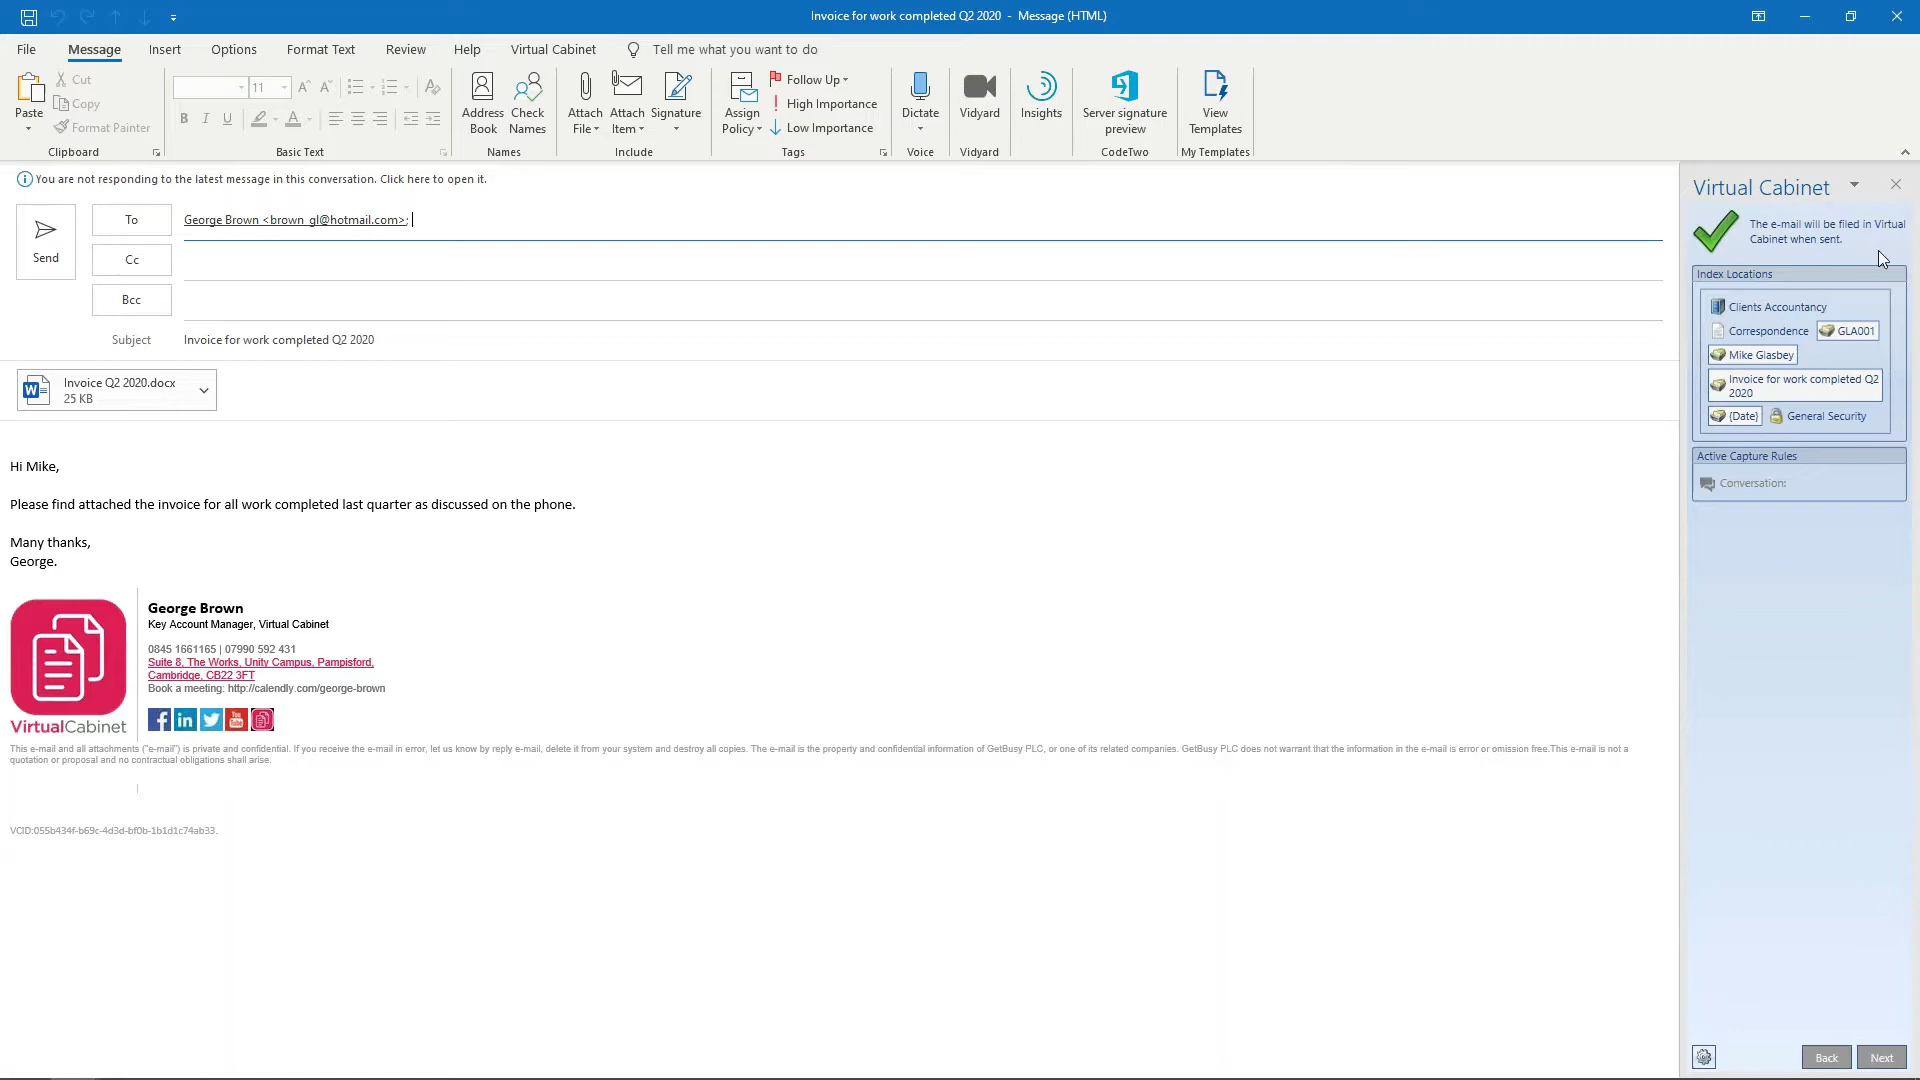 Invoice for work completed Q2 2020 - Message (HTML)
File Message Insert Options Format Text Review Help Virtual Cabinet Tell me what you want to do
Paste
Cut
Copy
Format Painter
Clipboard
11
B I U A
Basic Text
Address Book
Check Names
Names
Attach File
Attach Item
Signature
Include
Assign Policy
Follow Up
High Importance
Low Importance
Tags
Dictate
Voice
Vidyard
Vidyard
Insights
Server signature preview
CodeTwo
View Templates
My Templates
You are not responding to the latest message in this conversation. Click here to open it.
Send
To
George Brown <brown_gl@hotmail.com>;
Cc
Bcc
Subject
Invoice for work completed Q2 2020
Invoice Q2 2020.docx
25 KB
Hi Mike,
Please find attached the invoice for all work completed last quarter as discussed on the phone.
Many thanks,
George.
VirtualCabinet
George Brown
Key Account Manager, Virtual Cabinet
0845 1661165 | 07990 592 431
Suite 8, The Works, Unity Campus, Pampisford,
Cambridge, CB22 3FT
Book a meeting: http://calendly.com/george-brown
This e-mail and all attachments ("e-mail") is private and confidential. If you receive the e-mail in error, let us know by reply e-mail, delete it from your system and destroy all copies. The e-mail is the property and confidential information of GetBusy PLC, or one of its related companies. GetBusy PLC does not warrant that the information in the e-mail is error or omission free.This e-mail is not a
quotation or proposal and no contractual obligations shall arise.
VCID:055b434f-b69c-4d3d-bf0b-1b1d1c74ab33.
Virtual Cabinet
The e-mail will be filed in Virtual
Cabinet when sent.
Index Locations
Clients Accountancy
Correspondence GLA001
Mike Glasbey
Invoice for work completed Q2
2020
{Date} General Security
Active Capture Rules
Conversation:
Back Next